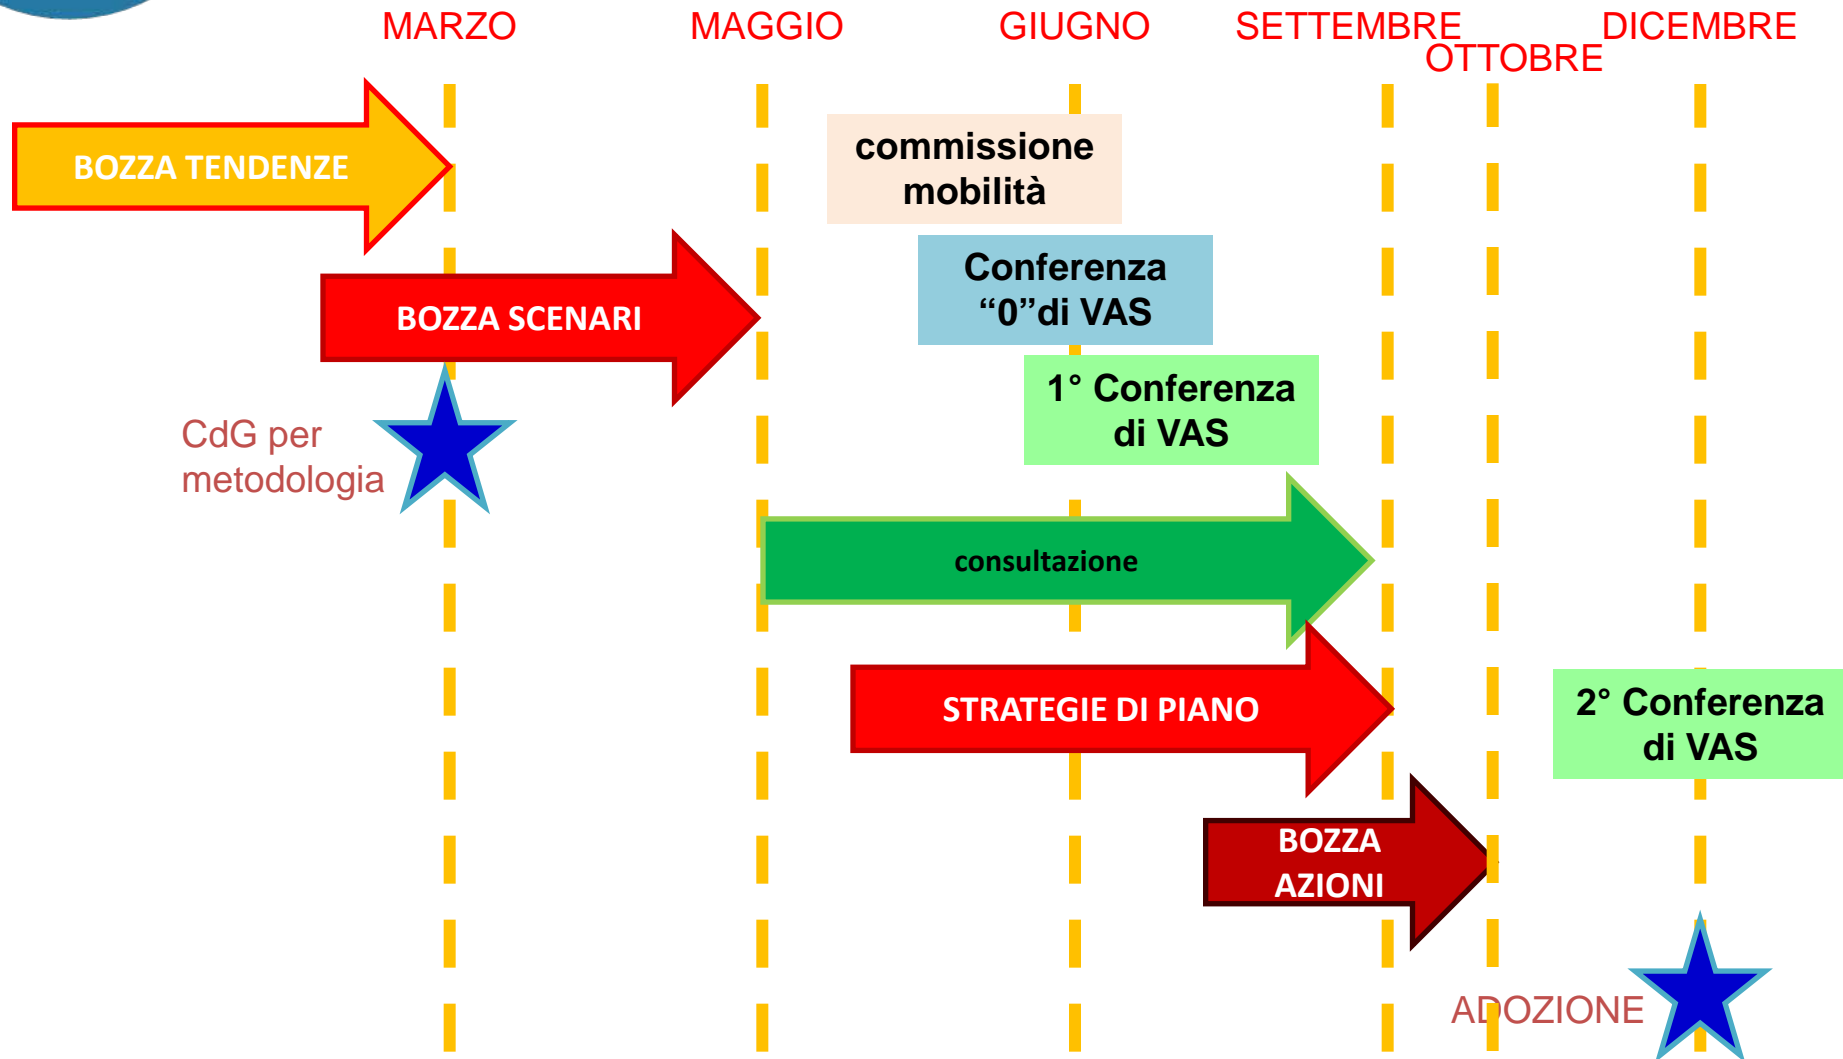 MARZO
MAGGIO
GIUGNO
SETTEMBRE
OTTOBRE
DICEMBRE
BOZZA TENDENZE
commissione
mobilità
Conferenza
“0”di VAS
BOZZA SCENARI
1° Conferenza
di VAS
CdG per
metodologia
consultazione
STRATEGIE DI PIANO
2° Conferenza
di VAS
BOZZA
AZIONI
ADOZIONE